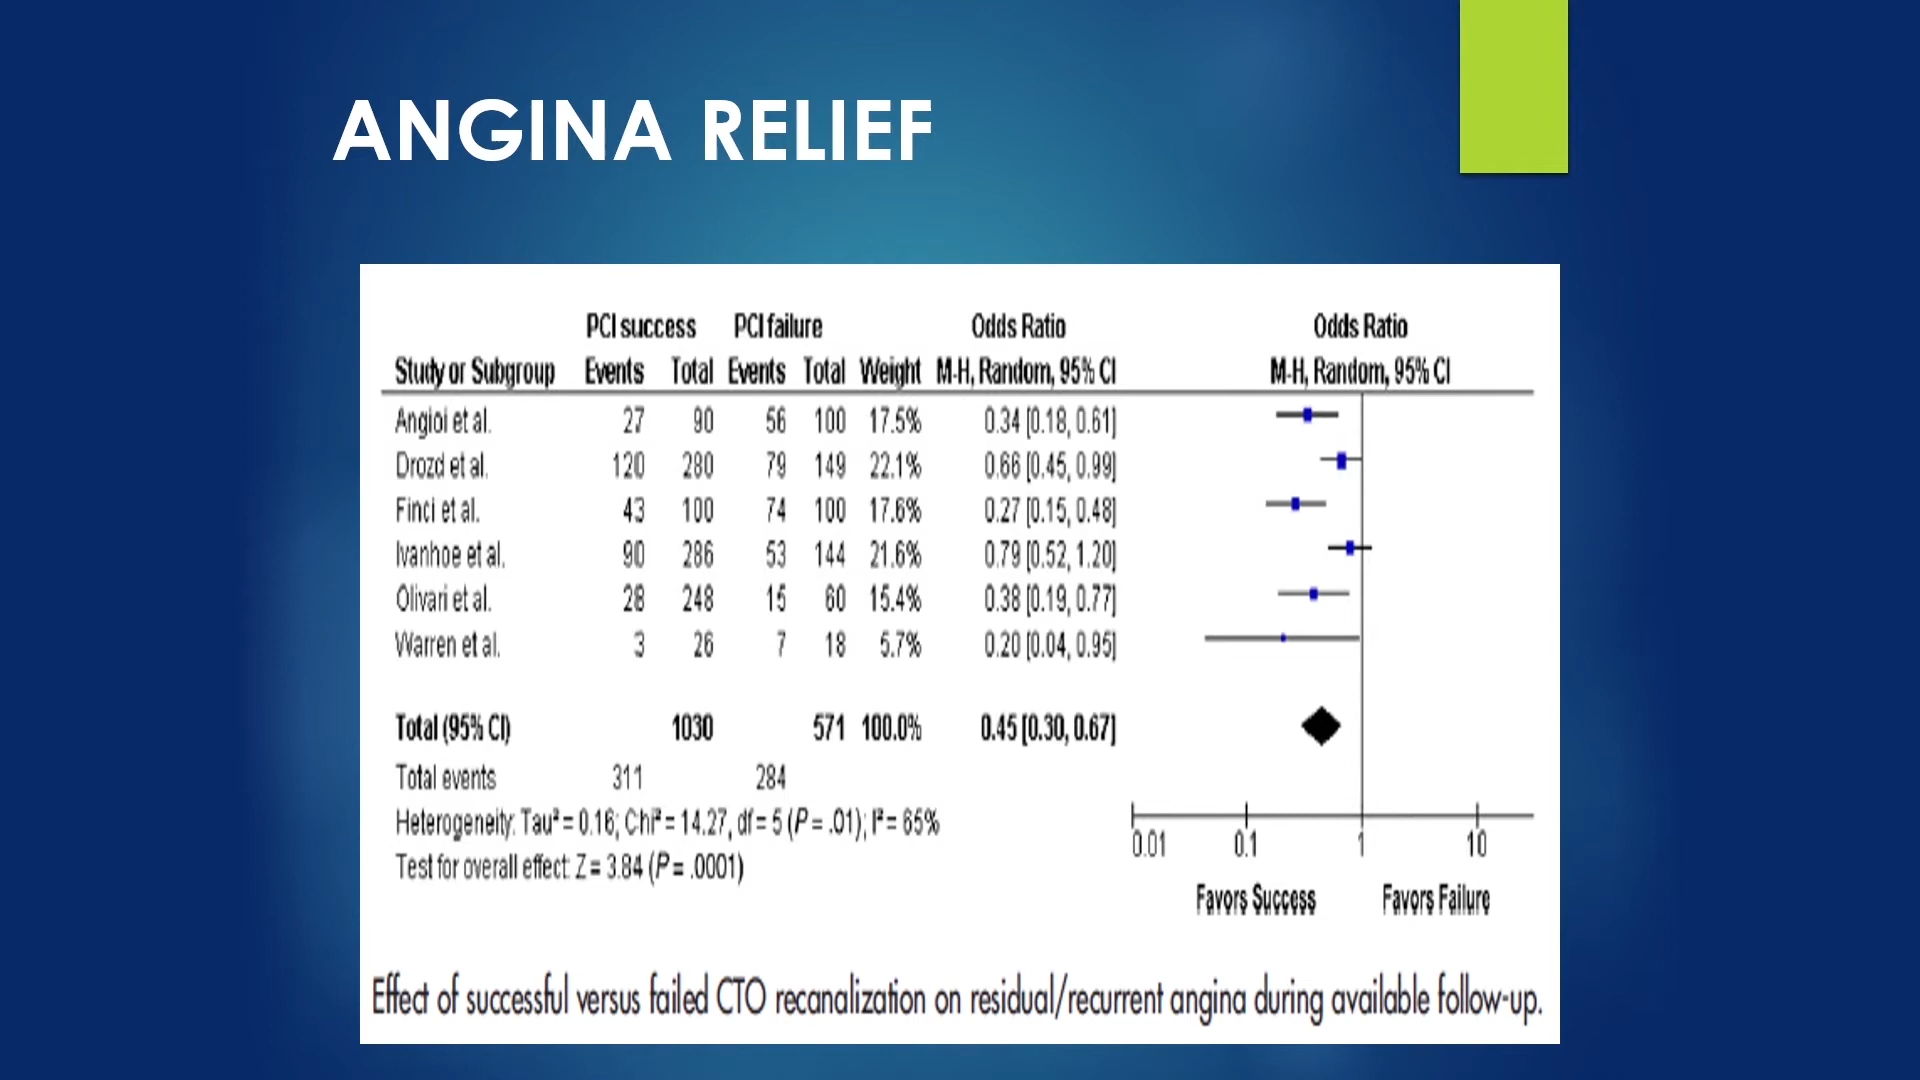 ANGINA RELIEF
PCI success PCI failure Odds Ratio Odds Ratio
Study or Subgroup Events Total Events Total Weight M-H, Random, 95% CI M-H, Random, 95% CI
Angioi et al. 27 90 56 100 17.5% 0.34 [0.18, 0.61]
Drozd et al. 120 280 79 149 22.1% 0.66 [0.45, 0.99]
Finci et al. 43 100 74 100 17.6% 0.27 [0.15, 0.48]
Ivanhoe et al. 90 286 53 144 21.6% 0.79 [0.52, 1.20]
Olivari et al. 28 248 15 60 15.4% 0.38 [0.19, 0.77]
Warren et al. 3 26 7 18 5.7% 0.20 [0.04, 0.95]
Total (95% CI) 1030 571 100.0% 0.45 [0.30, 0.67]
Total events 311 284
Heterogeneity: Tau² = 0.16; Chi² = 14.27, df = 5 (P = .01); I² = 65%
Test for overall effect: Z = 3.84 (P = .0001)
0.01 0.1 1 10
Favors Success Favors Failure
Effect of successful versus failed CTO recanalization on residual/recurrent angina during available follow-up.